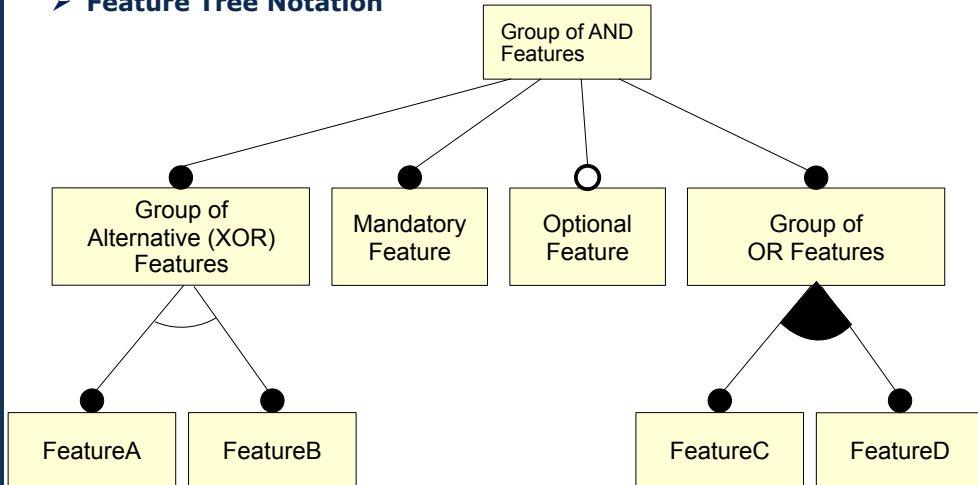 ➢ Feature Tree Notation
Group of AND
Features
Group of
Alternative (XOR)
Features
Mandatory
Feature
Optional
Feature
Group of
OR Features
FeatureA
FeatureB
FeatureC
FeatureD